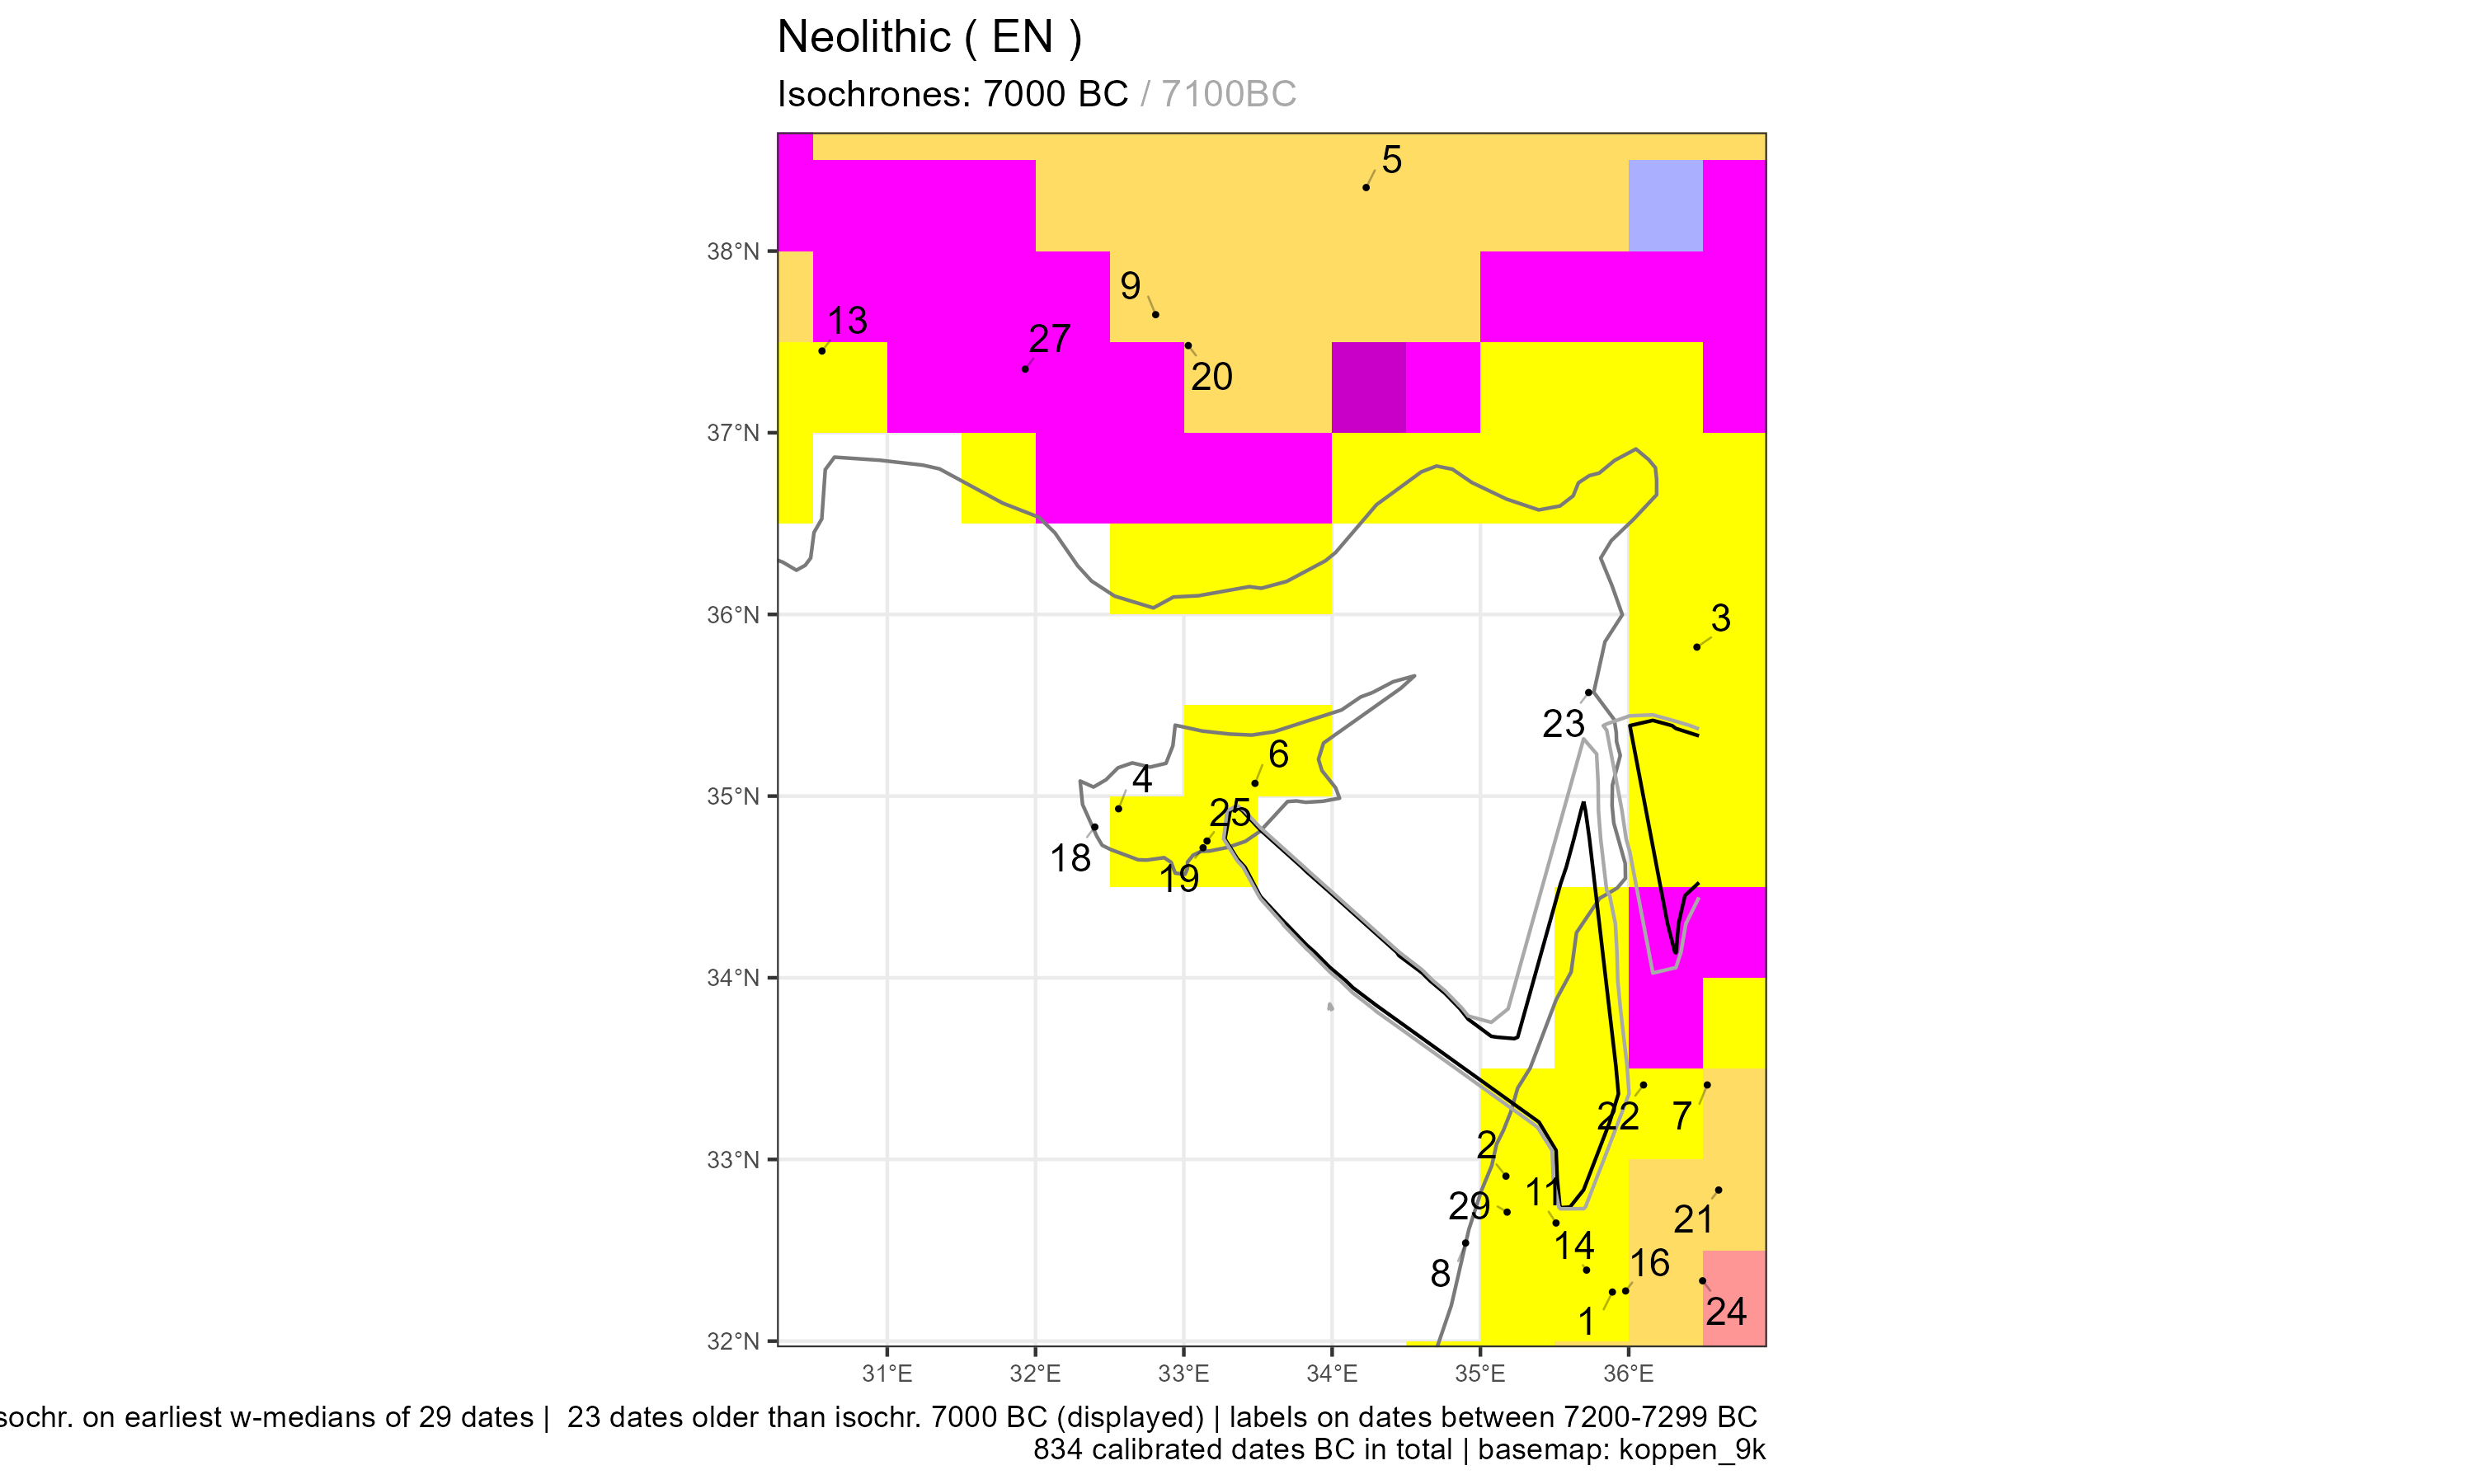 Neolithic ( EN )
Isochrones: 7000 BC / 7100BC
5
38°N
9
13
27
20
37°N
36°N
3
23
6
4
35°N
25
18
19
34°N
22
7
2
33°N
11
29
21
14
16
8
1
24
32°N
31°E 32°E 33°E 34°E 35°E 36°E
sochr. on earliest w-medians of 29 dates | 23 dates older than isochr. 7000 BC (displayed) | labels on dates between 7200-7299 BC
834 calibrated dates BC in total | basemap: koppen_9k